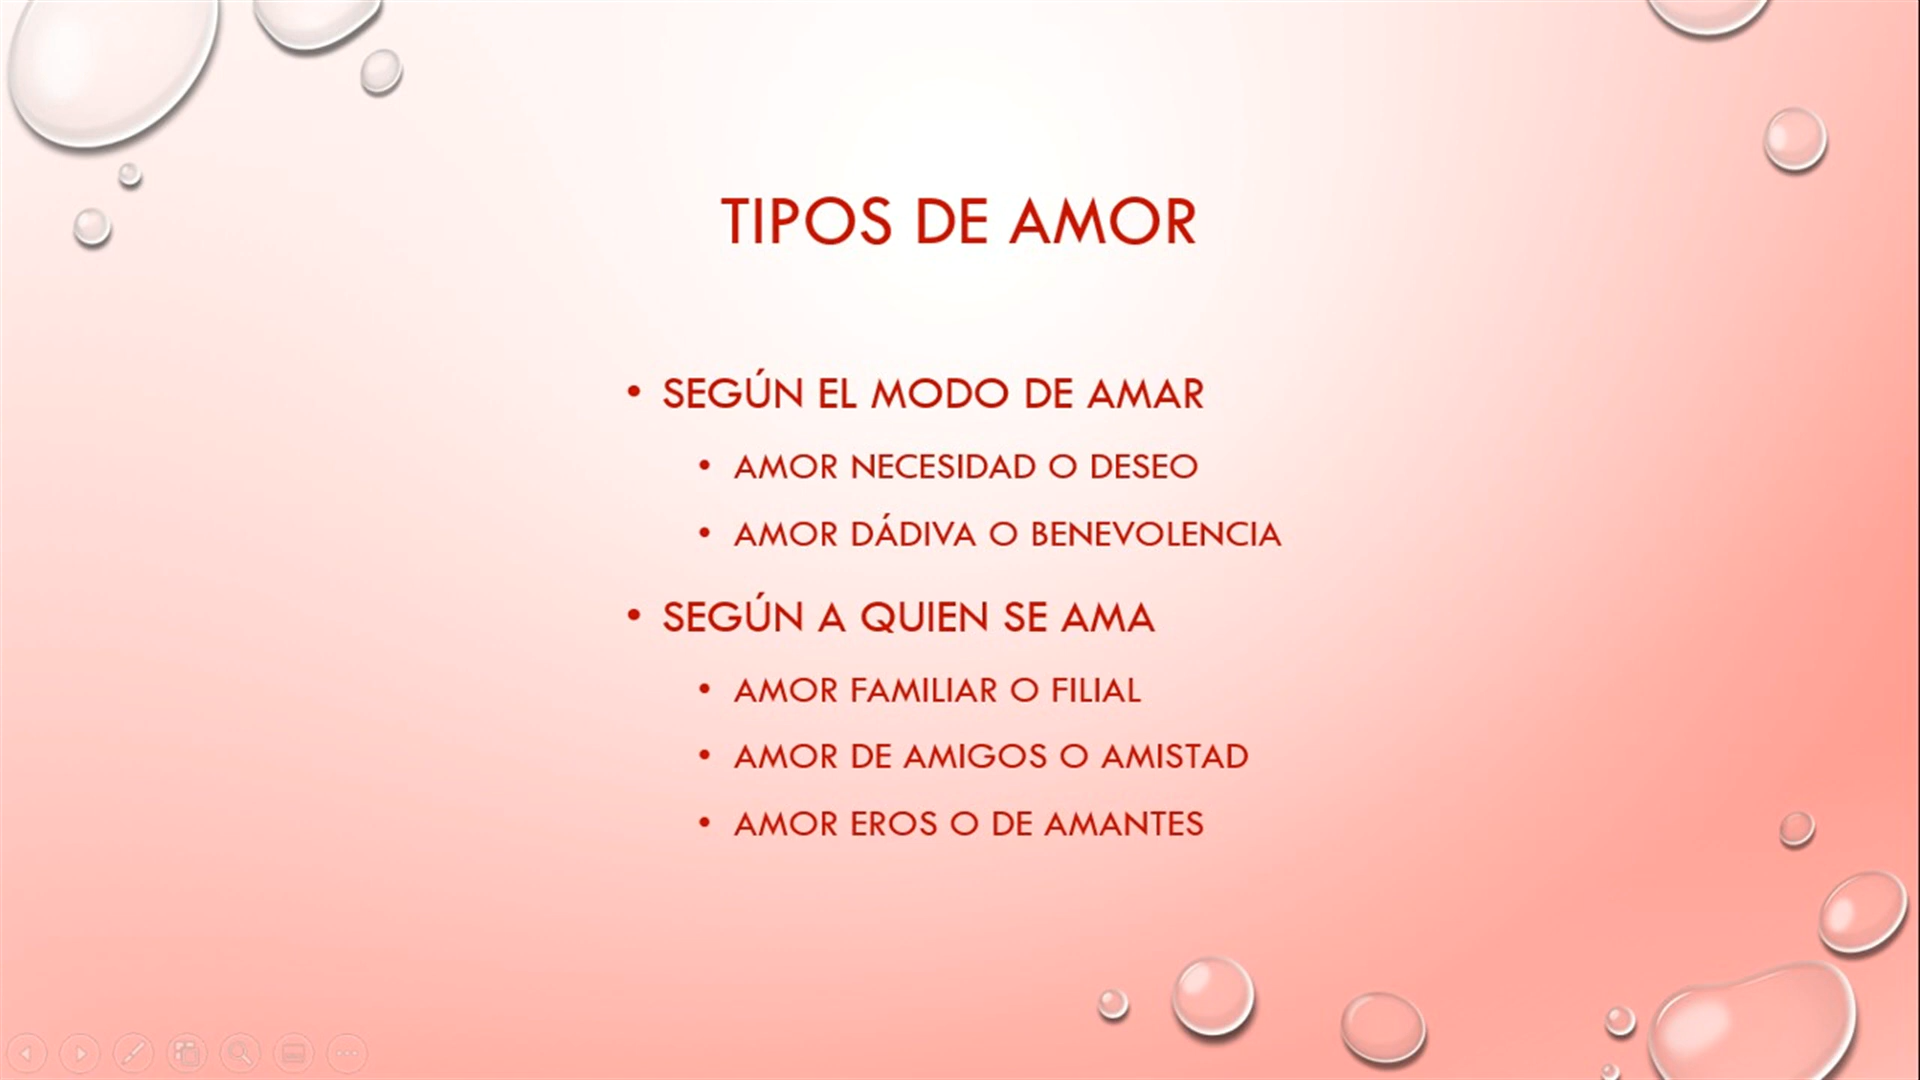 TIPOS DE AMOR
• SEGÚN EL MODO DE AMAR
• AMOR NECESIDAD O DESEO
• AMOR DÁDIVA O BENEVOLENCIA
• SEGÚN A QUIEN SE AMA
• AMOR FAMILIAR O FILIAL
• AMOR DE AMIGOS O AMISTAD
• AMOR EROS O DE AMANTES